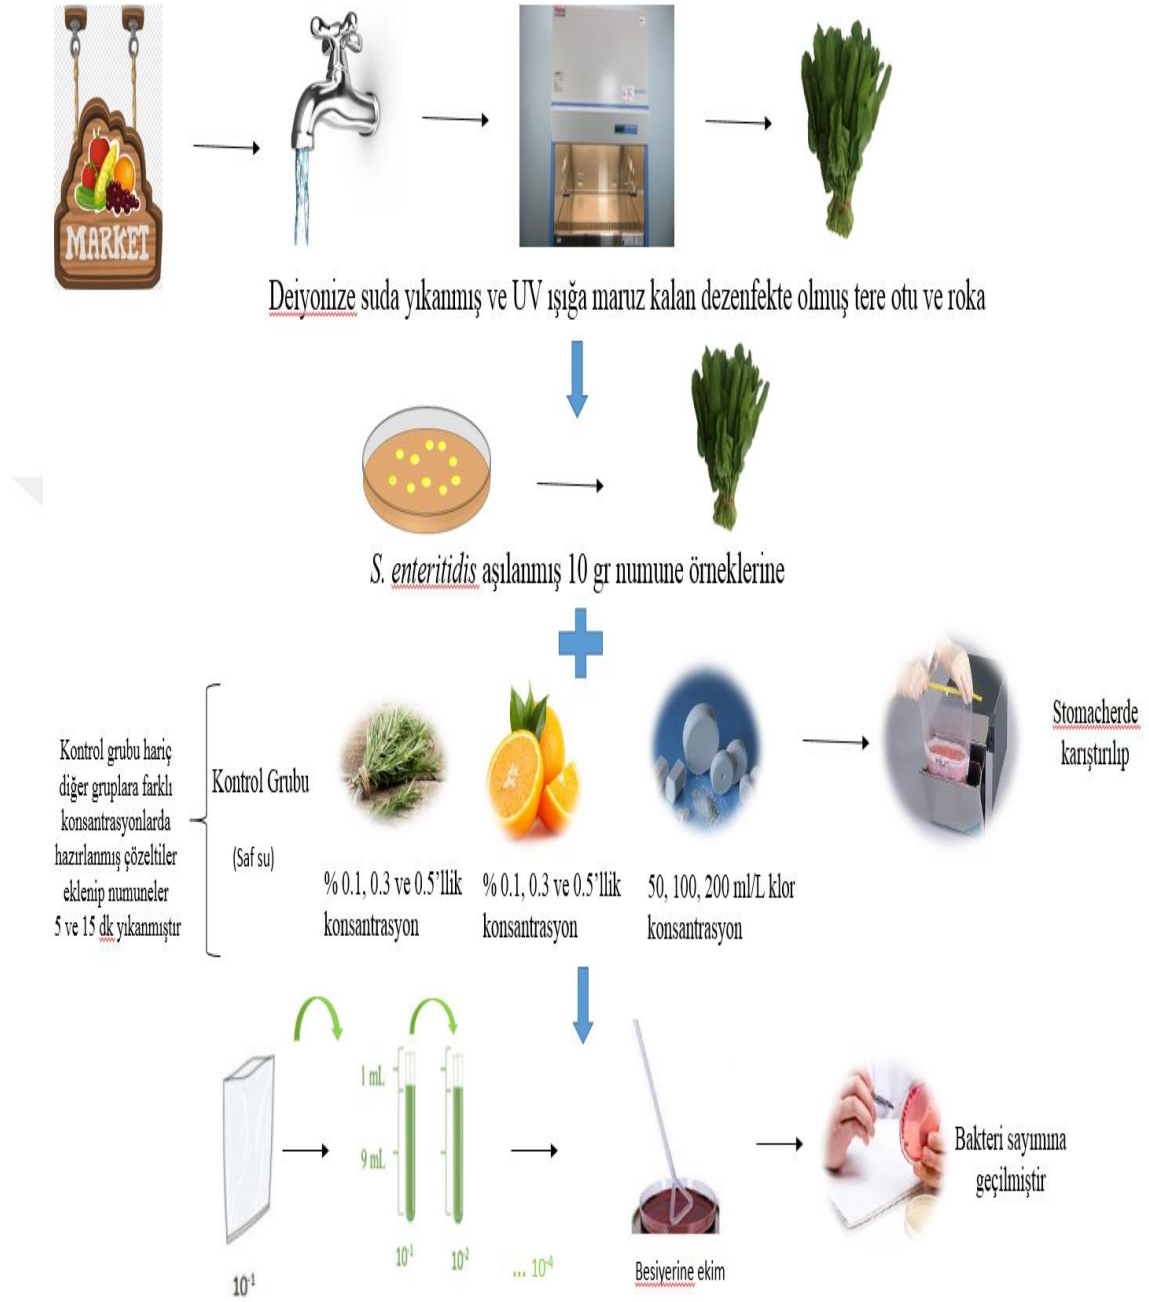 MARKET
Deiyonize suda yıkanmış ve UV ışığa maruz kalan dezenfekte olmuş tere otu ve roka
S. enteritidis aşılanmış 10 gr numune örneklerine
Kontrol grubu hariç
diğer gruplara farklı
konsantrasyonlarda
hazırlanmış çözeltiler
eklenip numuneler
5 ve 15 dk yıkanmıştır
Kontrol Grubu
(Saf su)
% 0.1, 0.3 ve 0.5’llik
konsantrasyon
% 0.1, 0.3 ve 0.5’llik
konsantrasyon
50, 100, 200 ml/L klor
konsantrasyon
Stomacherde
karıştırılıp
1 mL
9 mL
10⁻¹
10⁻¹
10⁻²
... 10⁻⁴
Besiyerine ekim
Bakteri sayımına
geçilmiştir